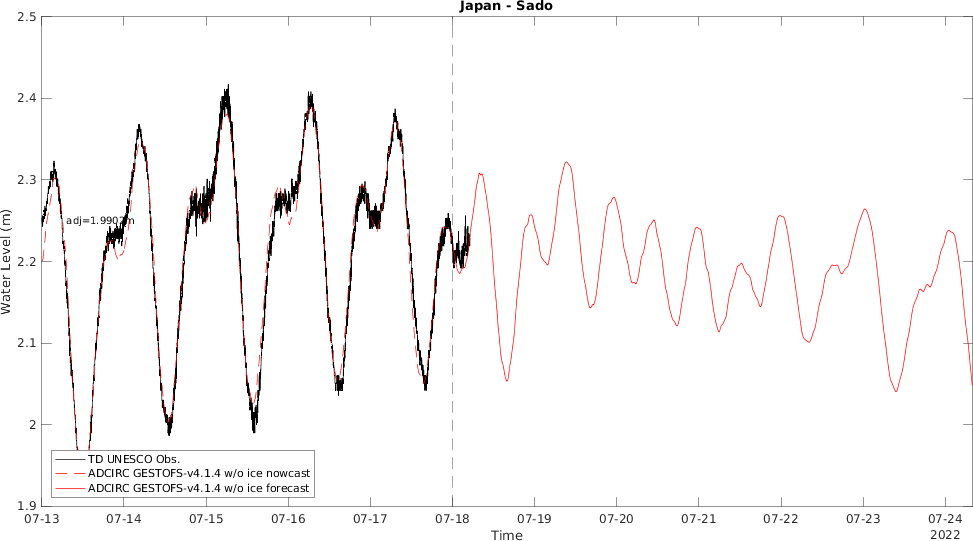 Japan - Sado
2.5
2.4
2.3
2.2
2.1
2
1.9
Water Level (m)
adj=1.9902m
TD UNESCO Obs.
ADCIRC GESTOFS-v4.1.4 w/o ice nowcast
ADCIRC GESTOFS-v4.1.4 w/o ice forecast
07-13 07-14 07-15 07-16 07-17 07-18 07-19 07-20 07-21 07-22 07-23 07-24
Time
2022